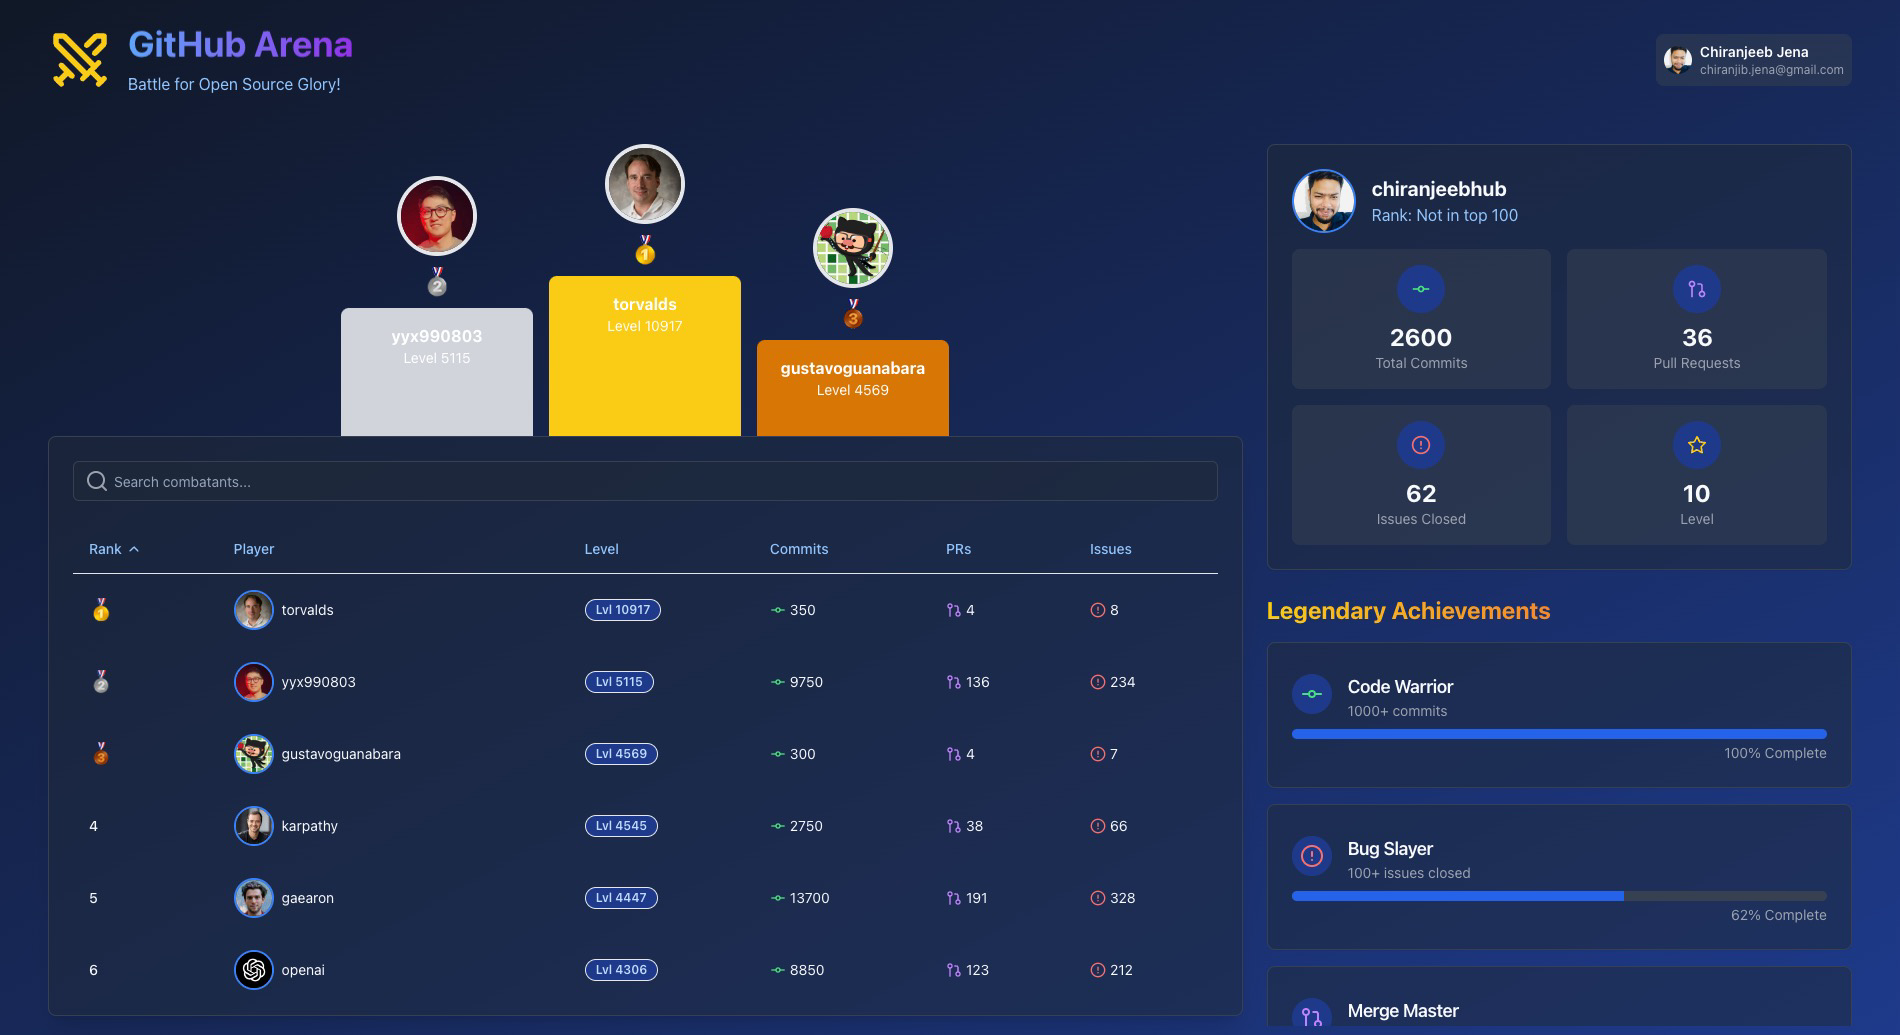 GitHub Arena
Battle for Open Source Glory!
Chiranjeeb Jena
chiranjib.jena@gmail.com
1
torvalds
Level 10917
2
yyx990803
Level 5115
3
gustavoguanabara
Level 4569
Search combatants...
Rank Player Level Commits PRs Issues
1 torvalds Lvl 10917 350 4 8
2 yyx990803 Lvl 5115 9750 136 234
3 gustavoguanabara Lvl 4569 300 4 7
4 karpathy Lvl 4545 2750 38 66
5 gaearon Lvl 4447 13700 191 328
6 openai Lvl 4306 8850 123 212
chiranjeebhub
Rank: Not in top 100
2600
Total Commits
36
Pull Requests
62
Issues Closed
10
Level
Legendary Achievements
Code Warrior
1000+ commits
100% Complete
Bug Slayer
100+ issues closed
62% Complete
Merge Master